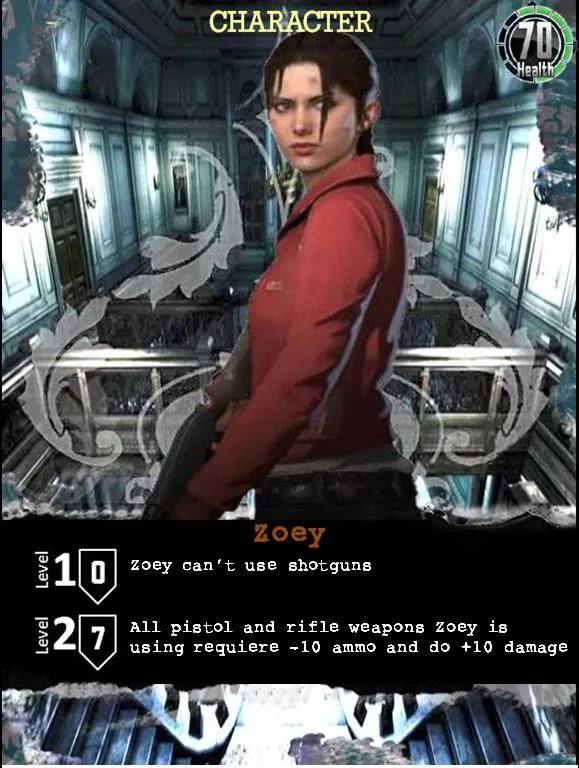 CHARACTER
70
Health
Zoey
Level 1 0 Zoey can't use shotguns
Level 2 7 All pistol and rifle weapons Zoey is
using requiere -10 ammo and do +10 damage